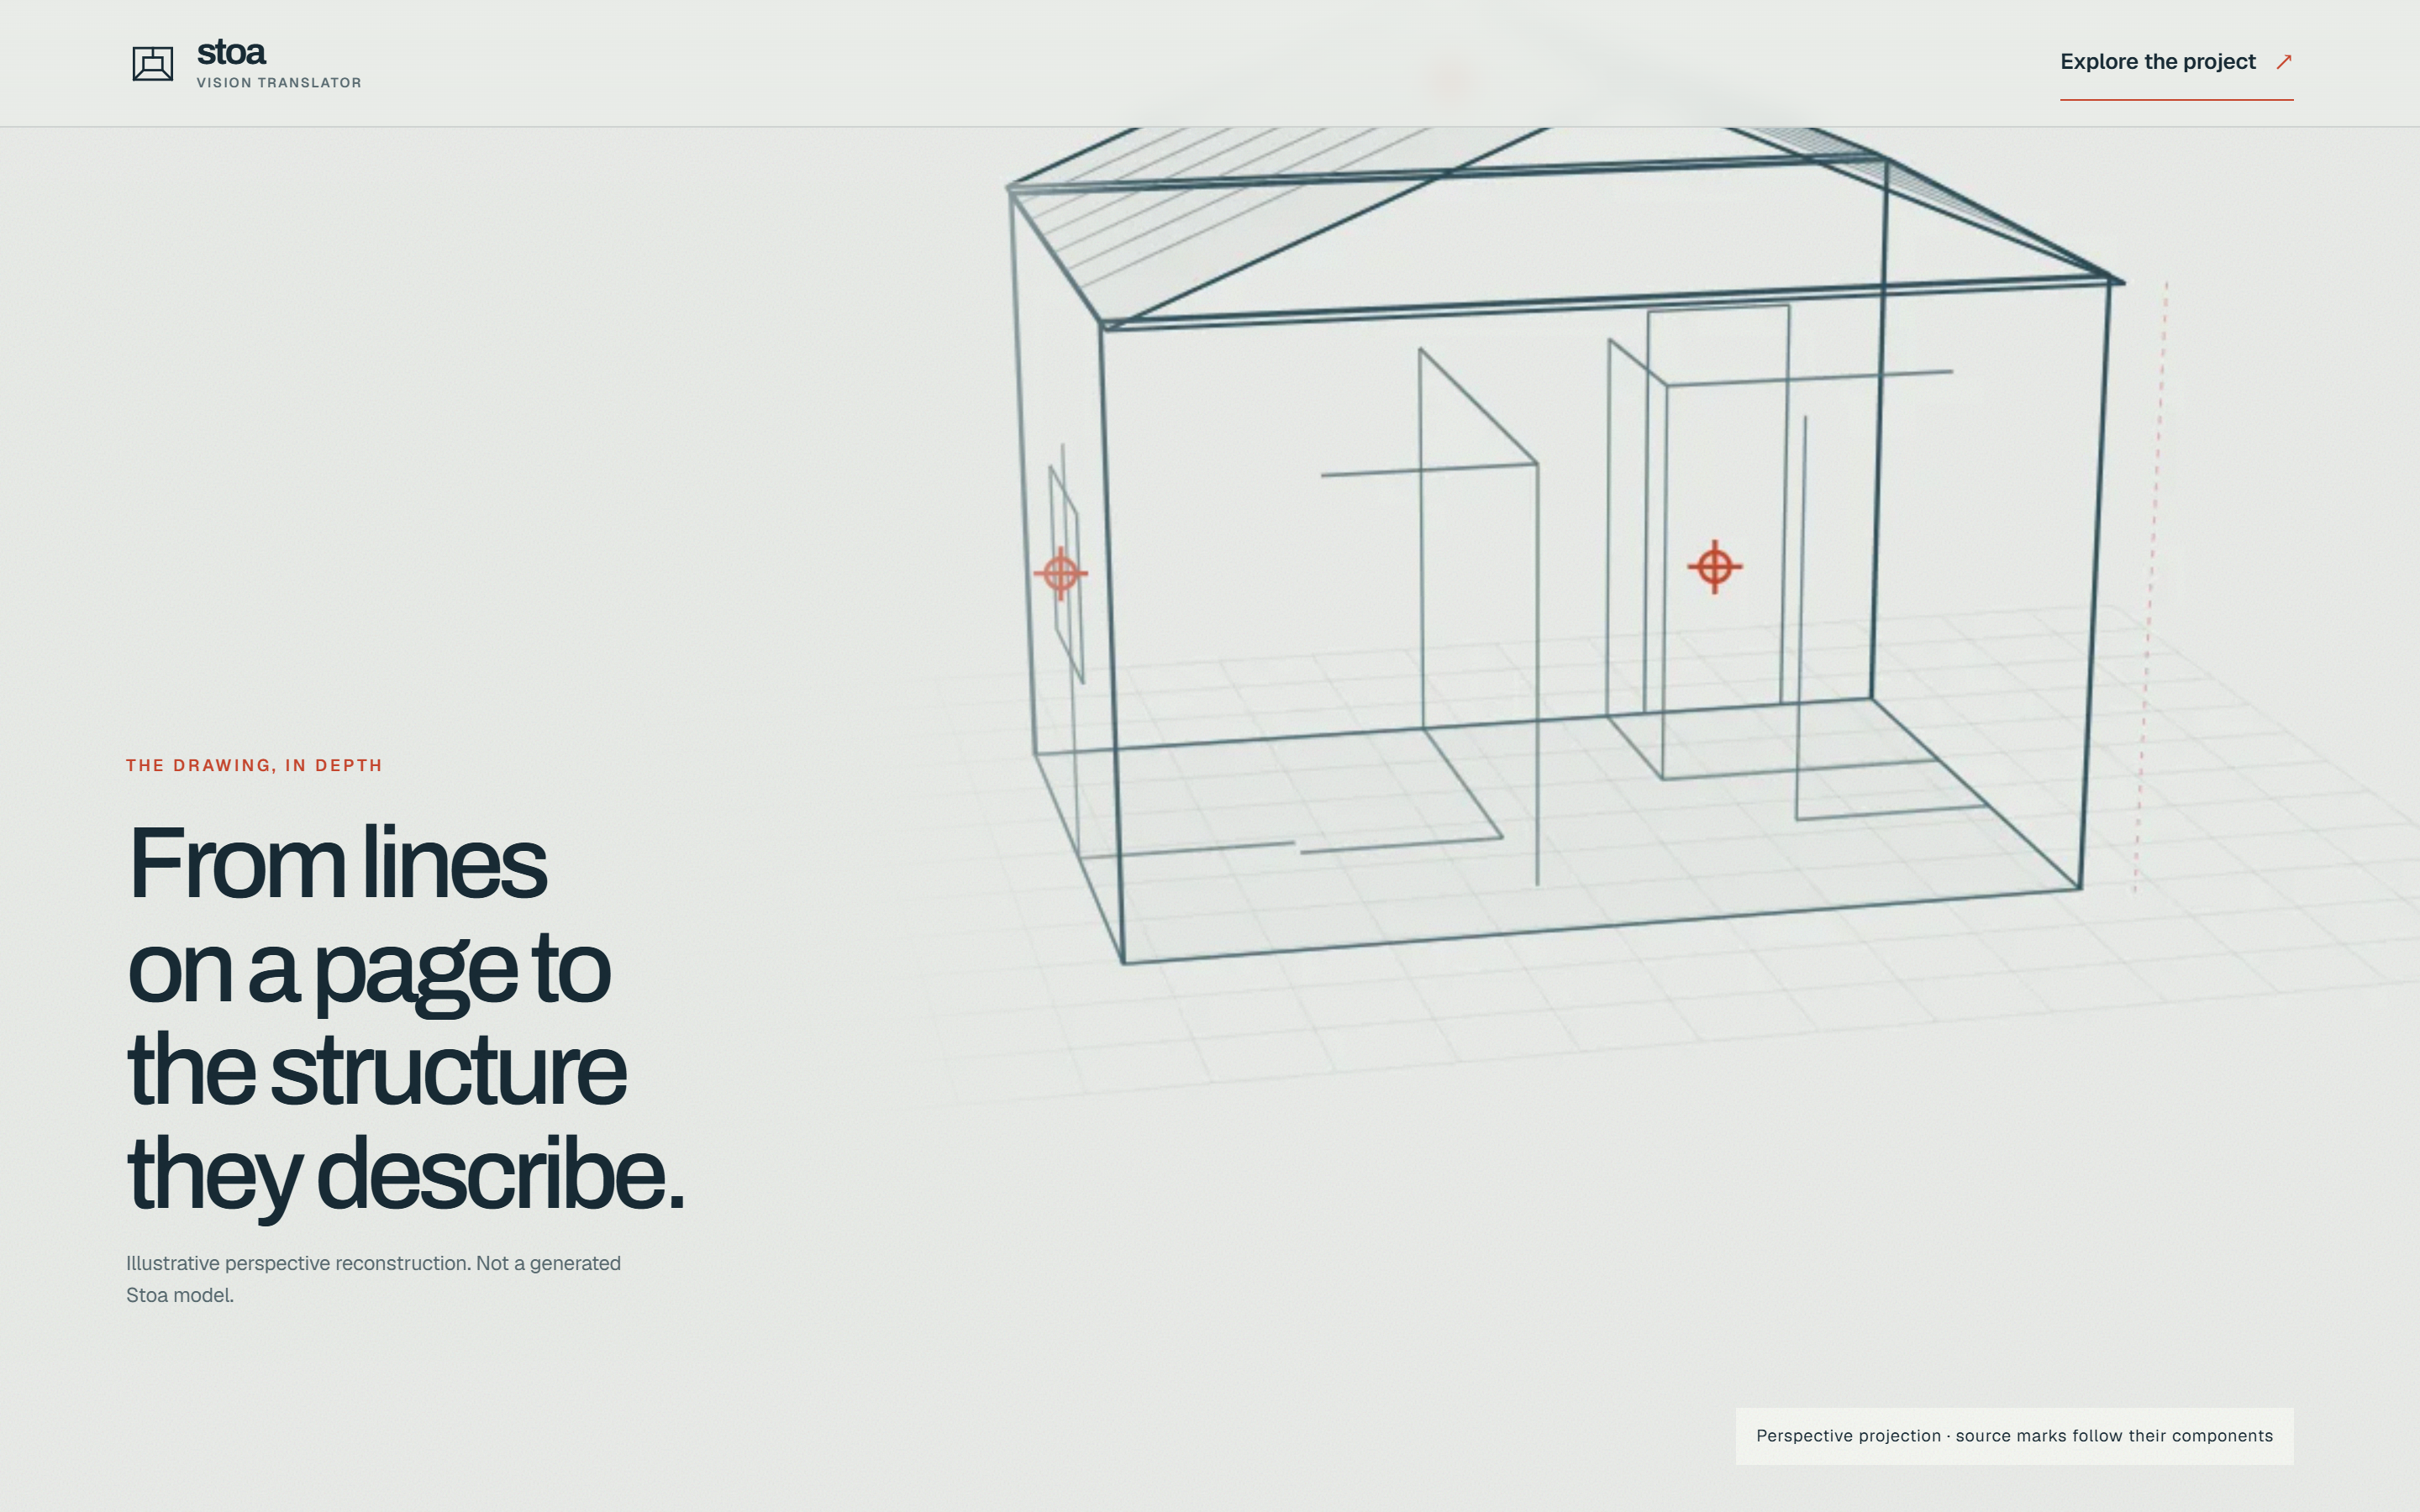 stoa
VISION TRANSLATOR
Explore the project ↗
THE DRAWING, IN DEPTH
From lines
on a page to
the structure
they describe.
Illustrative perspective reconstruction. Not a generated
Stoa model.
Perspective projection · source marks follow their components